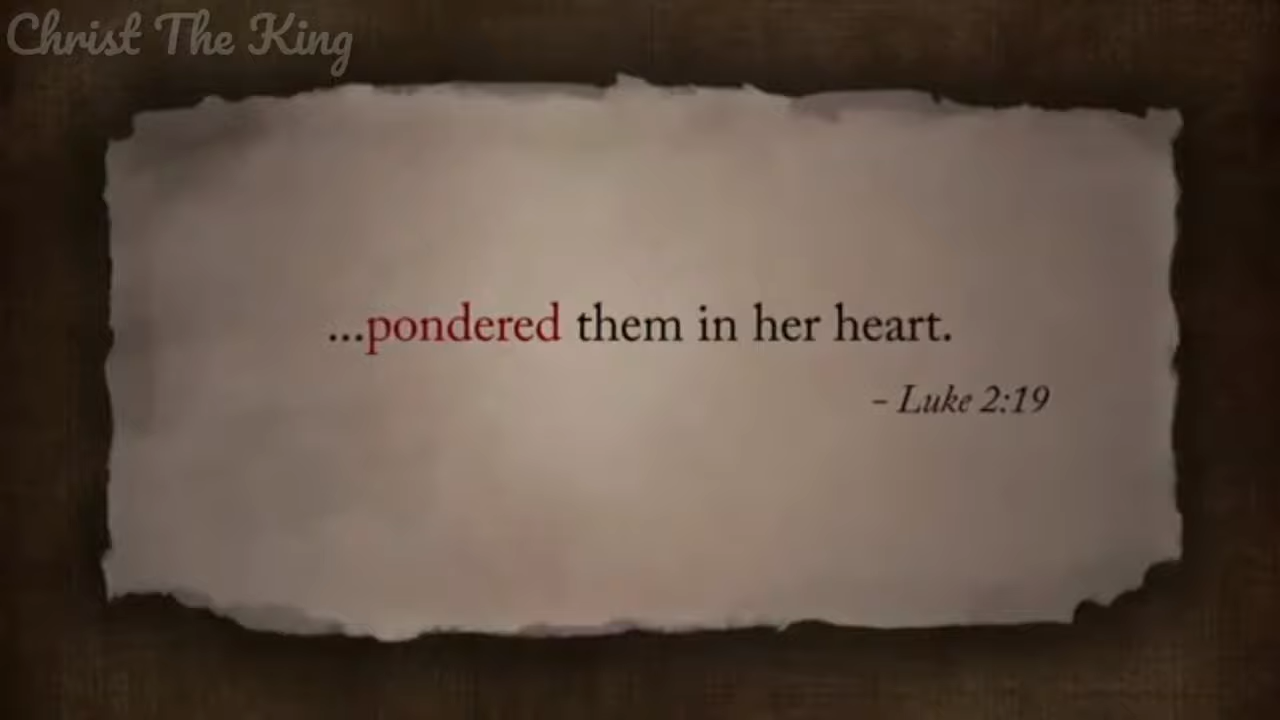 Christ The King
...pondered them in her heart.
– Luke 2:19